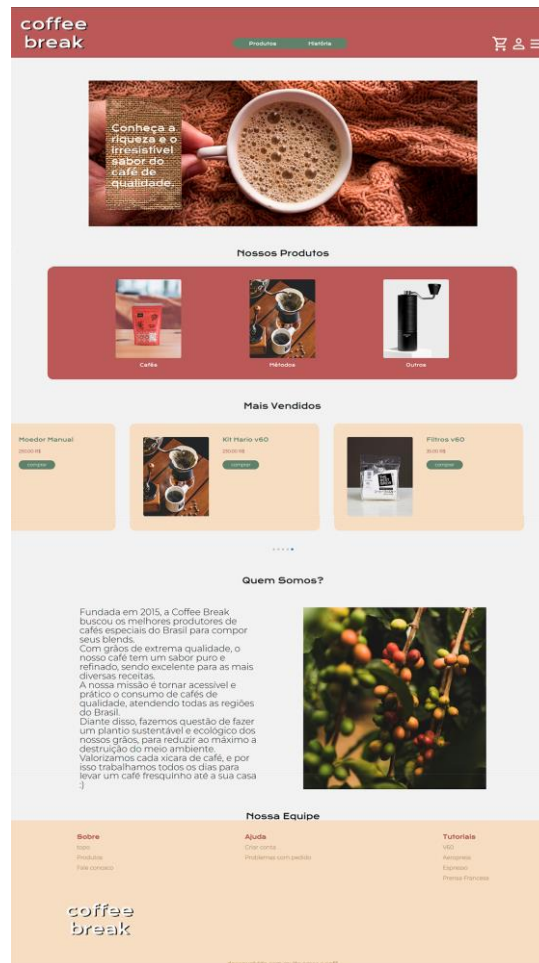 coffee
break
Produtos
História
Conheça a
riqueza e o
irresistível
sabor do
café de
qualidade.
Nossos Produtos
Cafés
Métodos
Outros
Mais Vendidos
Moedor Manual
comprar
Kit Hario v60
comprar
Filtros v60
comprar
Quem Somos?
Fundada em 2015, a Coffee Break
buscou os melhores produtores de
cafés especiais do Brasil para compor
seus blends.
Com grãos de extrema qualidade, o
nosso café tem um sabor puro e
refinado, sendo excelente para as mais
diversas receitas.
A nossa missão é tornar acessível e
prático o consumo de cafés de
qualidade, atendendo todas as regiões
do Brasil.
Diante disso, fazemos questão de fazer
um plantio sustentável e ecológico dos
nossos grãos, para reduzir ao máximo a
destruição do meio ambiente.
Valorizamos cada xicara de café, e por
isso trabalhamos todos os dias para
levar um café fresquinho até a sua casa
:)
Nossa Equipe
Sobre
topo
Produtos
Fale conosco
Ajuda
Criar conta
Problemas com pedido
Tutoriais
V60
Aeropress
Espresso
Prensa Francesa
coffee
break